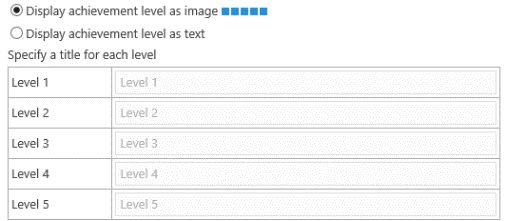 Display achievement level as image
Display achievement level as text
Specify a title for each level
Level 1 Level 1
Level 2 Level 2
Level 3 Level 3
Level 4 Level 4
Level 5 Level 5